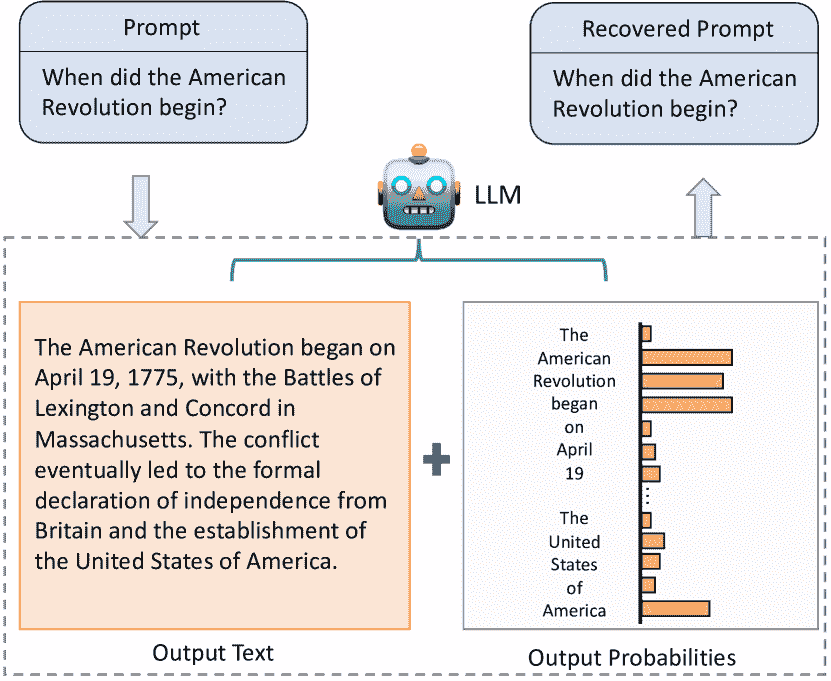 Prompt
When did the American
Revolution begin?
Recovered Prompt
When did the American
Revolution begin?
LLM
The American Revolution began on
April 19, 1775, with the Battles of
Lexington and Concord in
Massachusetts. The conflict
eventually led to the formal
declaration of independence from
Britain and the establishment of
the United States of America.
Output Text
The
American
Revolution
began
on
April
19
⋮
The
United
States
of
America
Output Probabilities